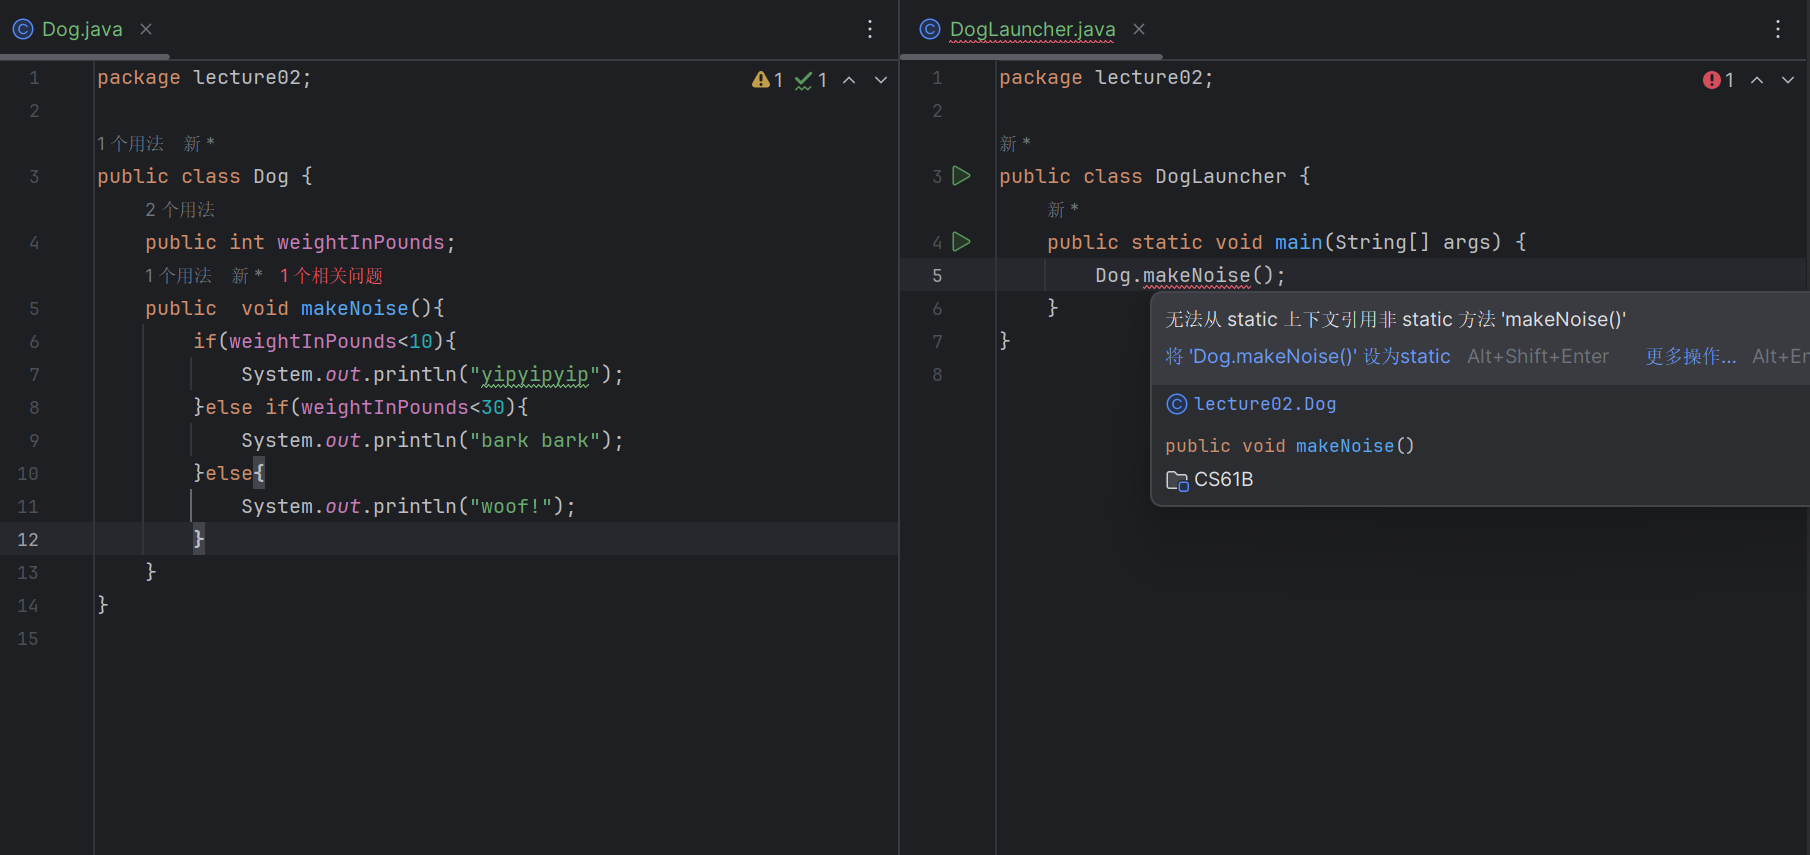 Dog.java
1 package lecture02;
1 1
2
1 个用法 新 *
3 public class Dog {
2 个用法
4 public int weightInPounds;
1 个用法 新 * 1 个相关问题
5 public  void makeNoise(){
6 if(weightInPounds<10){
7 System.out.println("yipyipyip");
8 }else if(weightInPounds<30){
9 System.out.println("bark bark");
10 }else{
11 System.out.println("woof!");
12 }
13 }
14 }
15
DogLauncher.java
1 package lecture02;
1
2
新 *
3 public class DogLauncher {
新 *
4 public static void main(String[] args) {
5 Dog.makeNoise();
6 }
7 }
8
无法从 static 上下文引用非 static 方法 'makeNoise()'
将 'Dog.makeNoise()' 设为static Alt+Shift+Enter 更多操作... Alt+En
lecture02.Dog
public void makeNoise()
CS61B